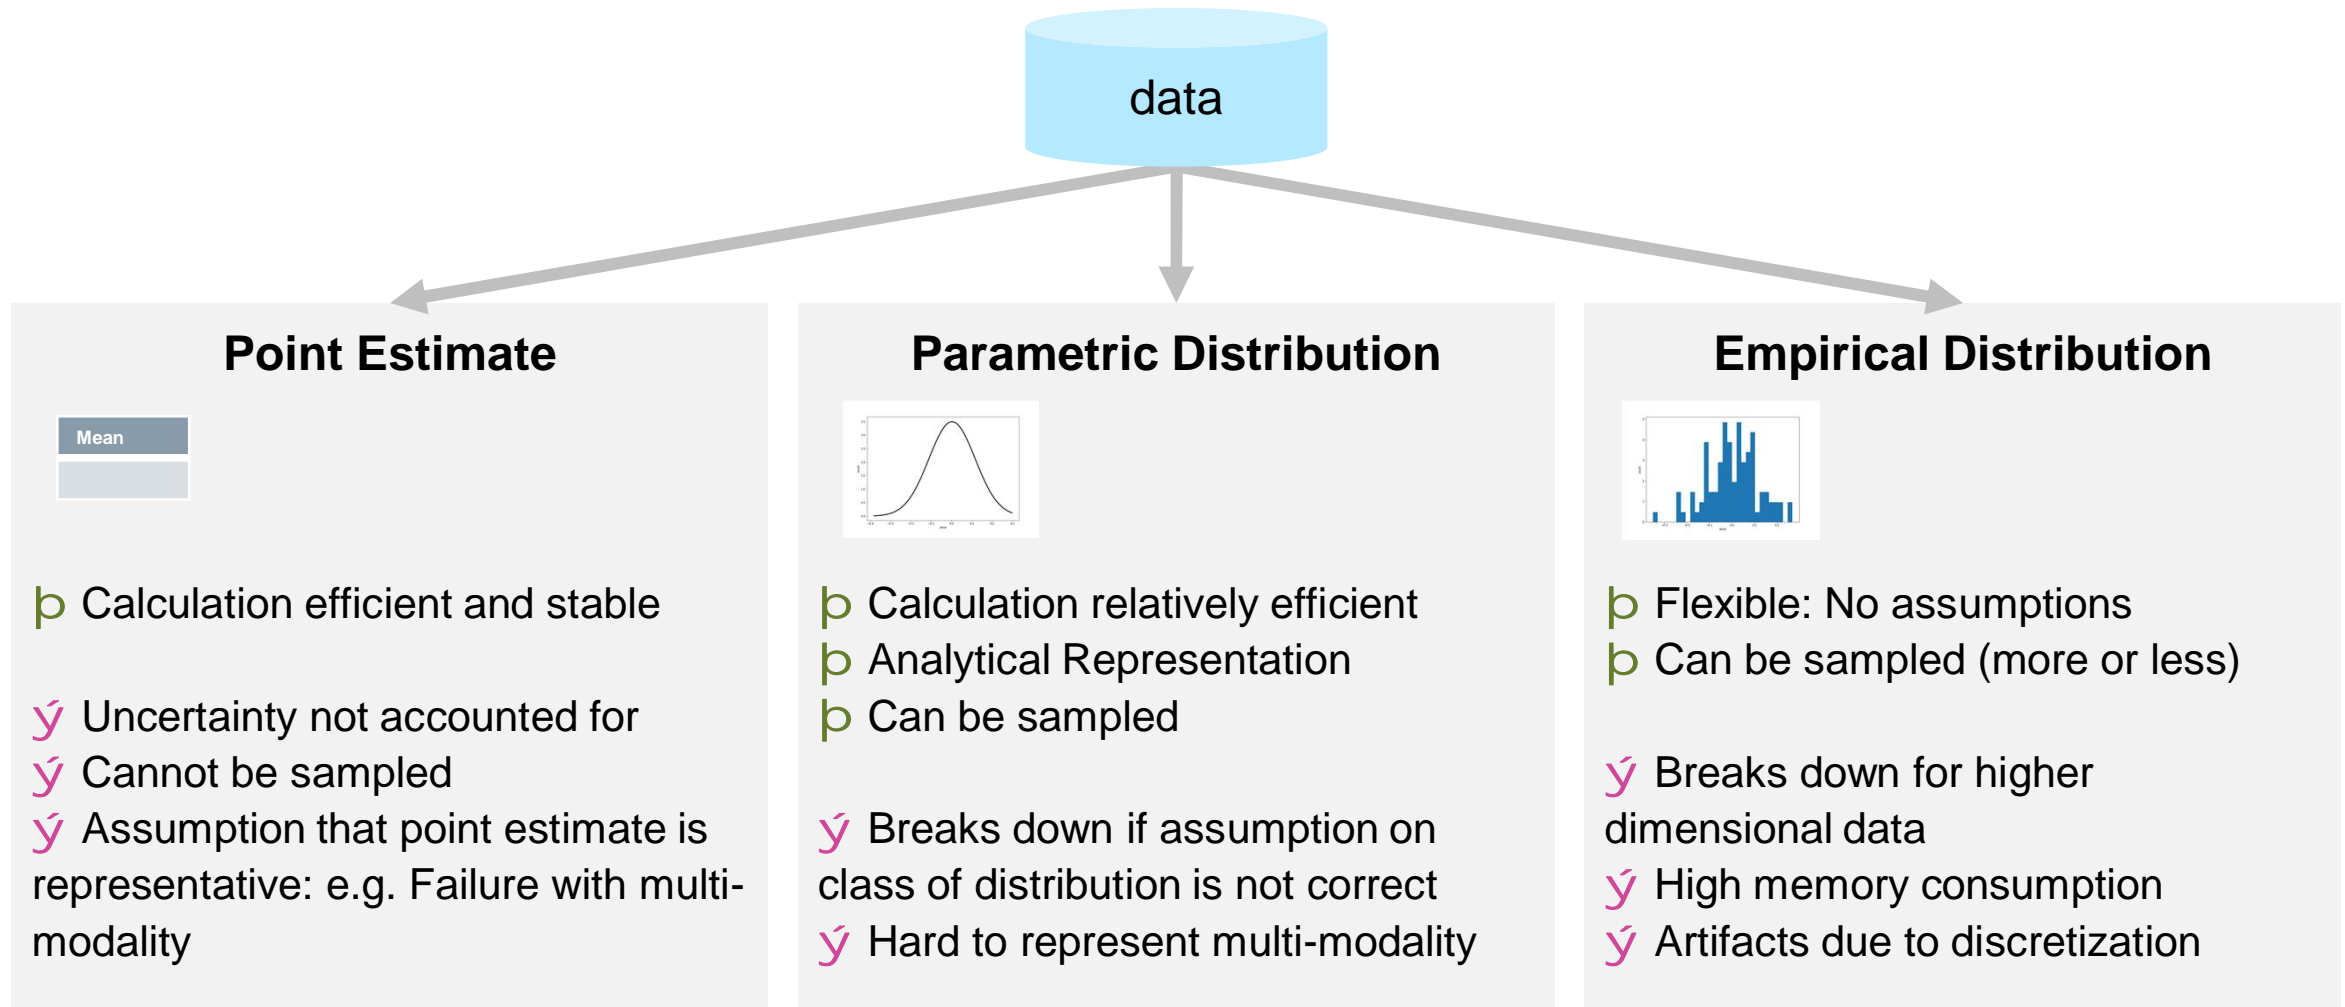 data
Point Estimate
Mean
þ Calculation efficient and stable
ý Uncertainty not accounted for
ý Cannot be sampled
ý Assumption that point estimate is
representative: e.g. Failure with multi-
modality
Parametric Distribution
þ Calculation relatively efficient
þ Analytical Representation
þ Can be sampled
ý Breaks down if assumption on
class of distribution is not correct
ý Hard to represent multi-modality
Empirical Distribution
þ Flexible: No assumptions
þ Can be sampled (more or less)
ý Breaks down for higher
dimensional data
ý High memory consumption
ý Artifacts due to discretization